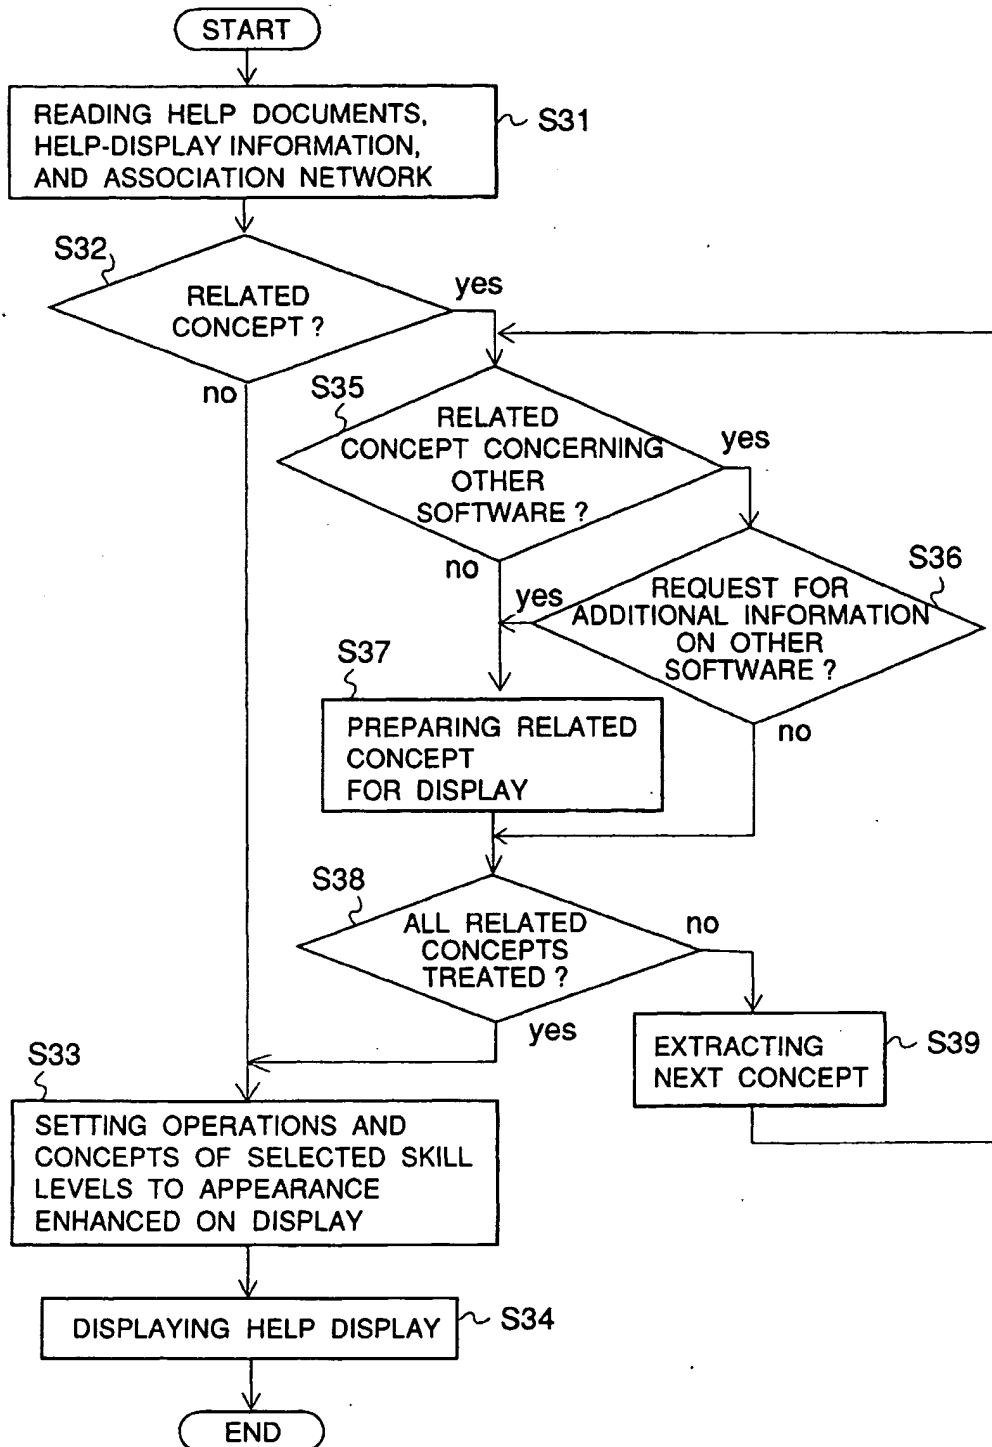 START
READING HELP DOCUMENTS,
HELP-DISPLAY INFORMATION,
AND ASSOCIATION NETWORK
S31
S32
RELATED
CONCEPT ?
yes
no
S35
RELATED
CONCEPT CONCERNING
OTHER
SOFTWARE ?
yes
no
S36
REQUEST FOR
ADDITIONAL INFORMATION
ON OTHER
SOFTWARE ?
yes
no
S37
PREPARING RELATED
CONCEPT
FOR DISPLAY
S38
ALL RELATED
CONCEPTS
TREATED ?
no
yes
EXTRACTING
NEXT CONCEPT
S39
S33
SETTING OPERATIONS AND
CONCEPTS OF SELECTED SKILL
LEVELS TO APPEARANCE
ENHANCED ON DISPLAY
DISPLAYING HELP DISPLAY
S34
END